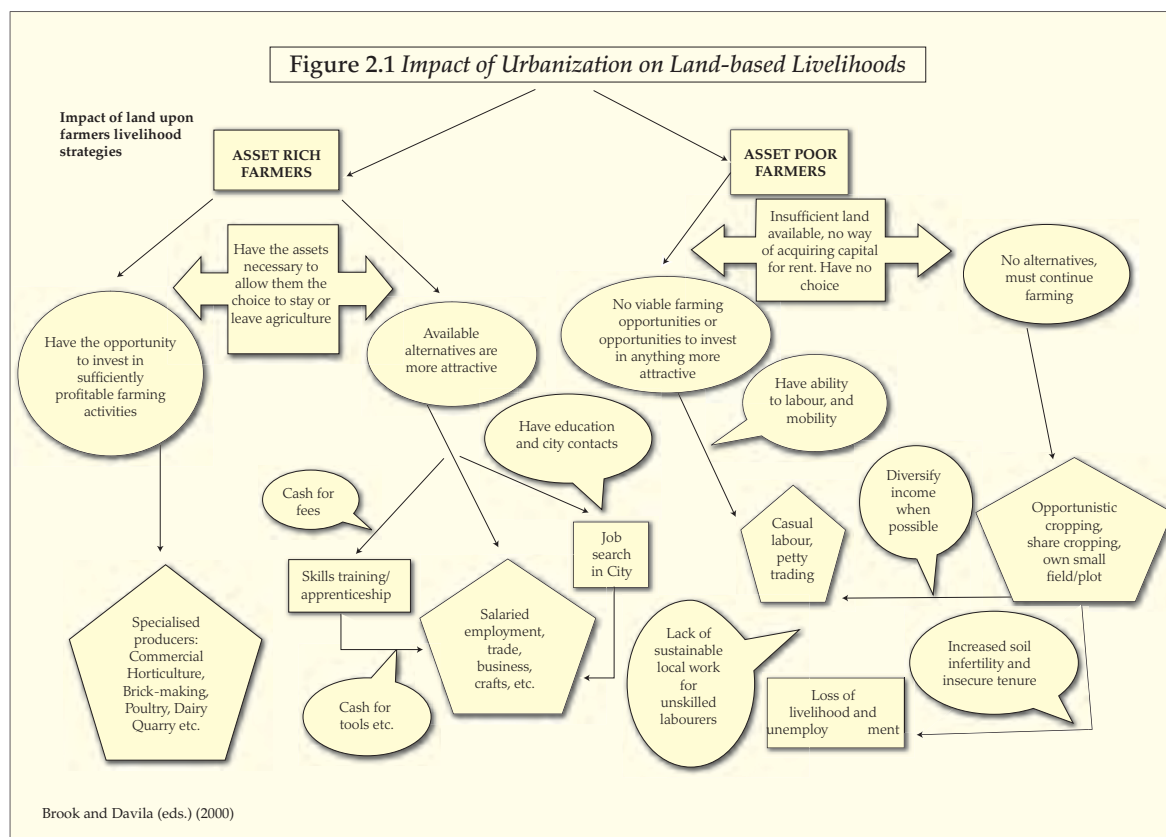 Figure 2.1 Impact of Urbanization on Land-based Livelihoods
Impact of land upon
farmers livelihood
strategies
ASSET RICH
FARMERS
ASSET POOR
FARMERS
Have the assets
necessary to
allow them the
choice to stay or
leave agriculture
Insufficient land
available, no way
of acquiring capital
for rent. Have no
choice
Have the opportunity
to invest in
sufficiently
profitable farming
activities
Available
alternatives are
more attractive
No viable farming
opportunities or
opportunities to invest
in anything more
attractive
No alternatives,
must continue
farming
Have education
and city contacts
Have ability
to labour, and
mobility
Cash for
fees
Diversify
income
when
possible
Skills training/
apprenticeship
Job
search
in City
Casual
labour,
petty
trading
Opportunistic
cropping,
share cropping,
own small
field/plot
Specialised
producers:
Commercial
Horticulture,
Brick-making,
Poultry, Dairy
Quarry etc.
Salaried
employment,
trade,
business,
crafts, etc.
Cash for
tools etc.
Lack of
sustainable
local work
for
unskilled
labourers
Increased soil
infertility and
insecure tenure
Loss of
livelihood and
unemploy ment
Brook and Davila (eds.) (2000)